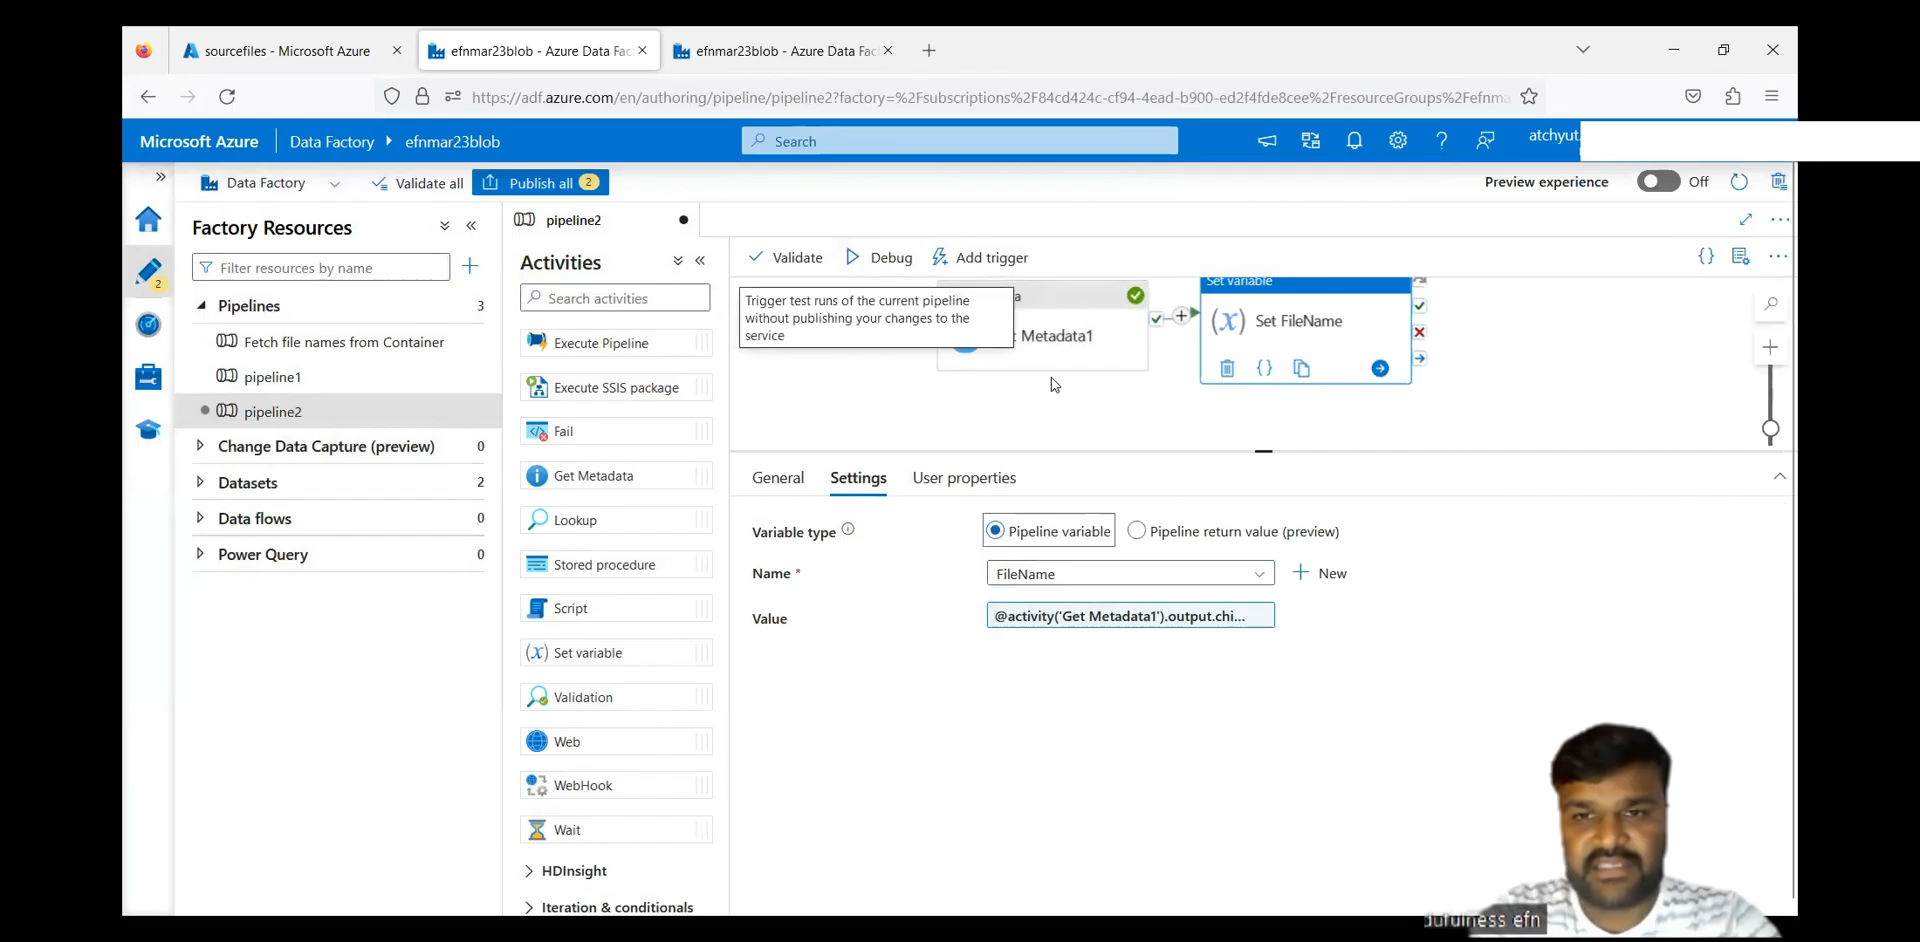 sourcefiles - Microsoft Azure
efnmar23blob - Azure Data Fac
efnmar23blob - Azure Data Fac
https://adf.azure.com/en/authoring/pipeline/pipeline2?factory=%2Fsubscriptions%2F84cd424c-cf94-4ead-b900-ed2f4fde8cee%2FresourceGroups%2Fefnma
Microsoft Azure
Data Factory
efnmar23blob
Search
atchyut
Data Factory
Validate all
Publish all 2
Preview experience
Off
Factory Resources
Filter resources by name
Pipelines 3
Fetch file names from Container
pipeline1
pipeline2
Change Data Capture (preview) 0
Datasets 2
Data flows 0
Power Query 0
2
pipeline2
Activities
Search activities
Execute Pipeline
Execute SSIS package
Fail
Get Metadata
Lookup
Stored procedure
Script
Set variable
Validation
Web
WebHook
Wait
HDInsight
Iteration & conditionals
Validate
Debug
Add trigger
Trigger test runs of the current pipeline
without publishing your changes to the
service
a
t Metadata1
Set variable
(x) Set FileName
General
Settings
User properties
Variable type
Pipeline variable
Pipeline return value (preview)
Name *
FileName
New
Value
@activity('Get Metadata1').output.chi...
efn